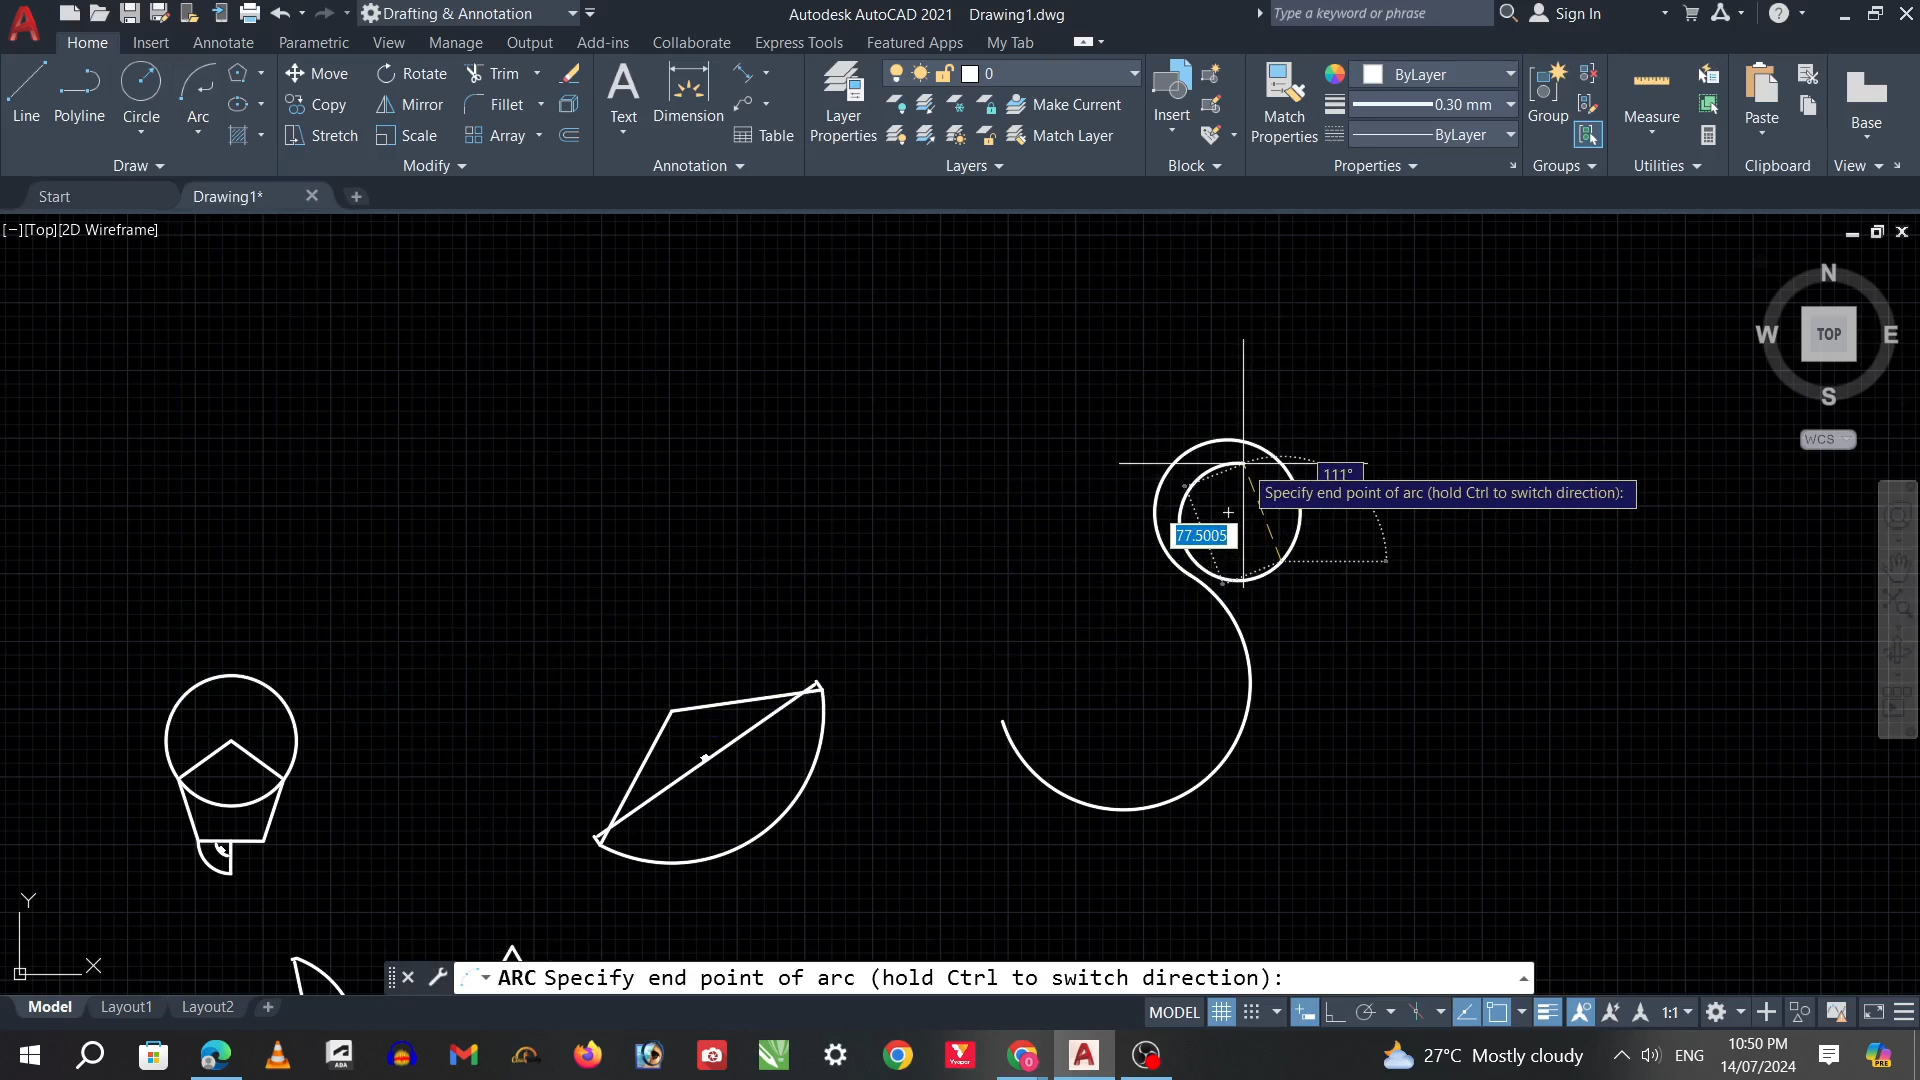 Drafting & Annotation
Autodesk AutoCAD 2021 Drawing1.dwg
Type a keyword or phrase
Sign In
Home Insert Annotate Parametric View Manage Output Add-ins Collaborate Express Tools Featured Apps My Tab
Line Polyline Circle Arc
Move Rotate Trim
Copy Mirror Fillet
Stretch Scale Array
Text Dimension
Table
Layer Properties
0
Make Current
Match Layer
Insert
Match Properties
ByLayer
0.30 mm
ByLayer
Group
Measure
Paste
Base
Draw Modify Annotation Layers Block Properties Groups Utilities Clipboard View
Start Drawing1*
[−][Top][2D Wireframe]
N
W TOP E
S
WCS
111°
Specify end point of arc (hold Ctrl to switch direction):
77.5005
Y
X
ARC Specify end point of arc (hold Ctrl to switch direction):
Model Layout1 Layout2
MODEL
1:1
27°C Mostly cloudy
ENG
10:50 PM
14/07/2024